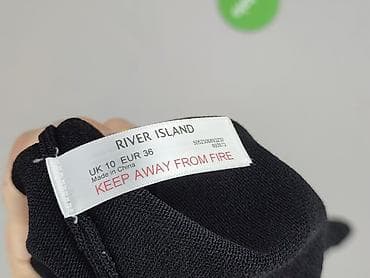 RIVER ISLAND
UK 10 EUR 36
Made in China
KEEP AWAY FROM FIRE